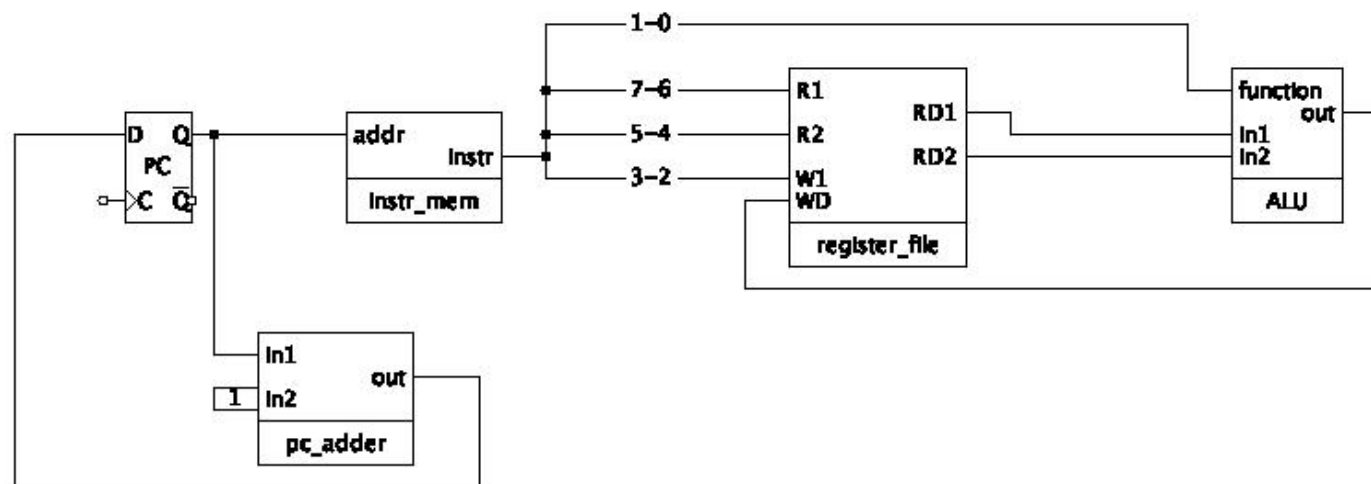 1-0
7-6
5-4
3-2
D Q
PC
C Q
addr
Instr
Instr_mem
R1
R2
W1
WD
RD1
RD2
register_file
function
out
In1
In2
ALU
In1
1 In2
out
pc_adder